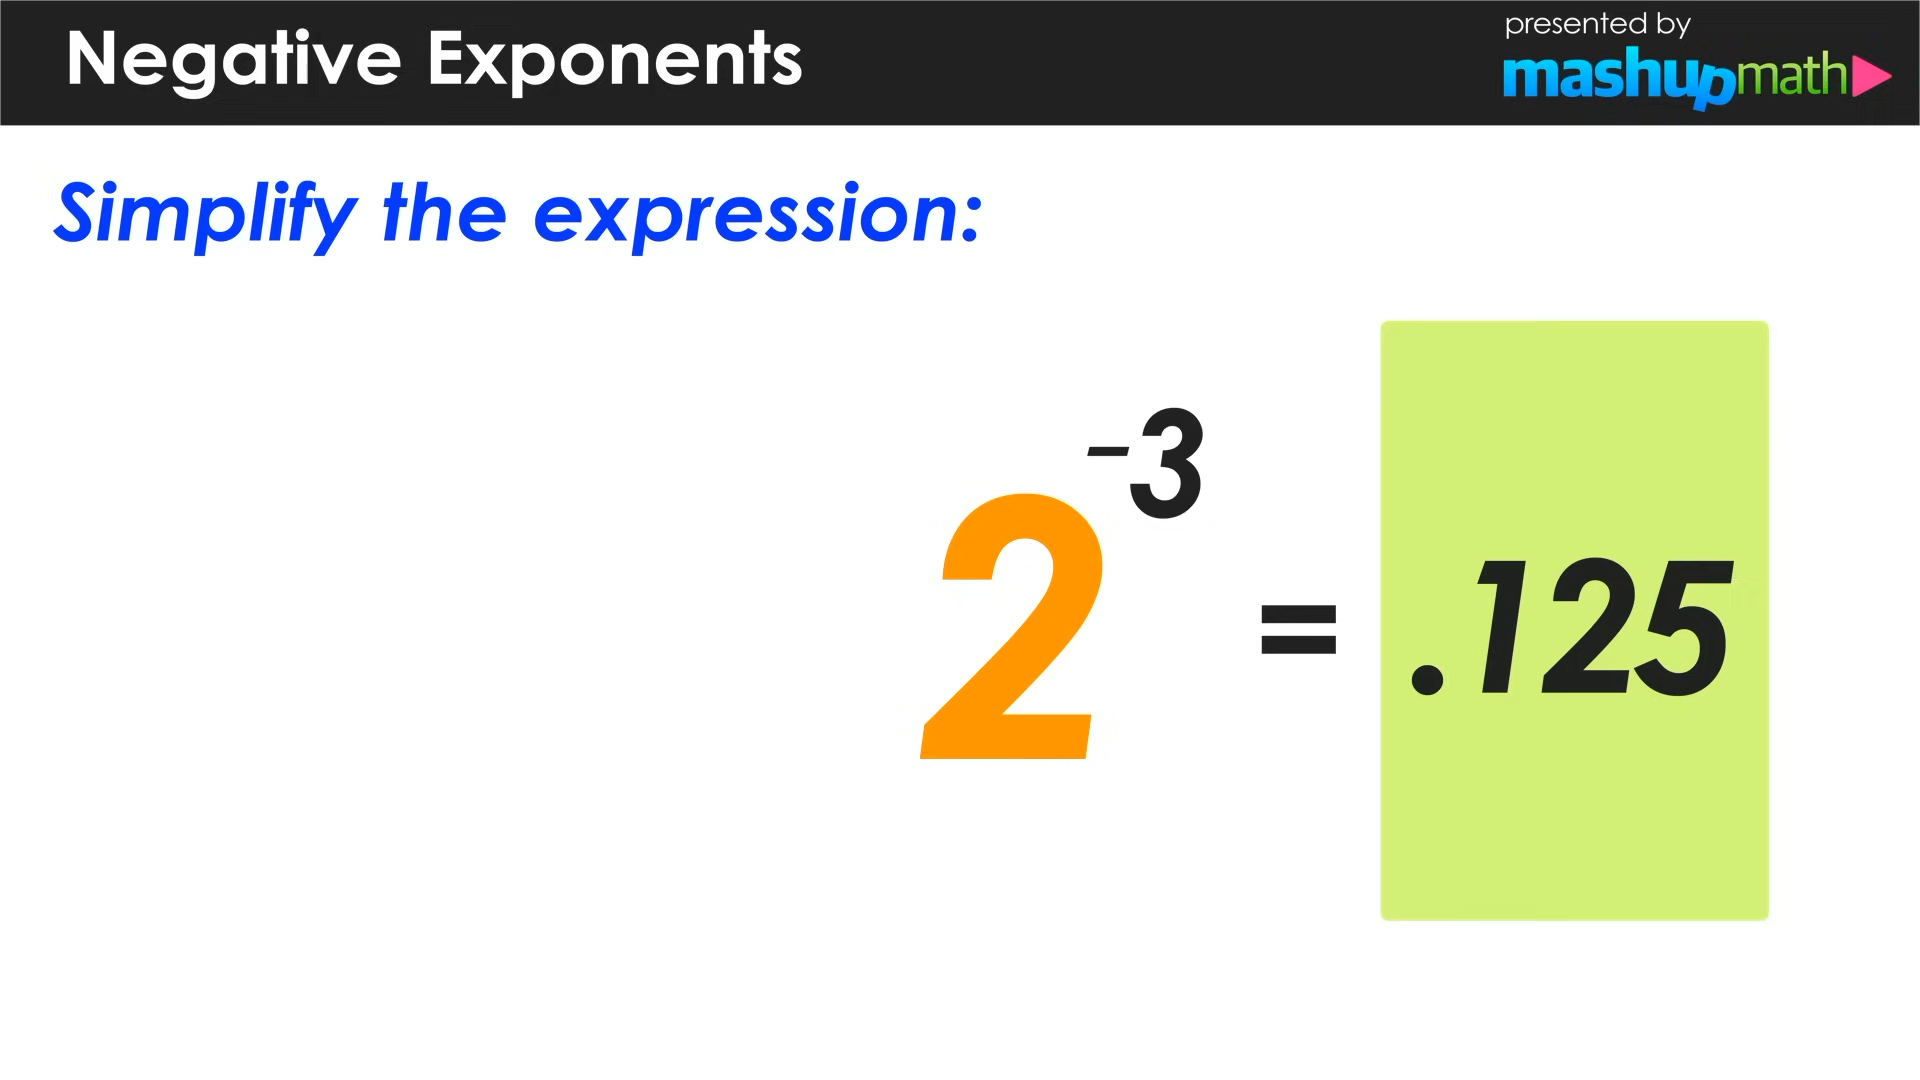 Negative Exponents
presented by
mashupmath
Simplify the expression:
2⁻³ = .125